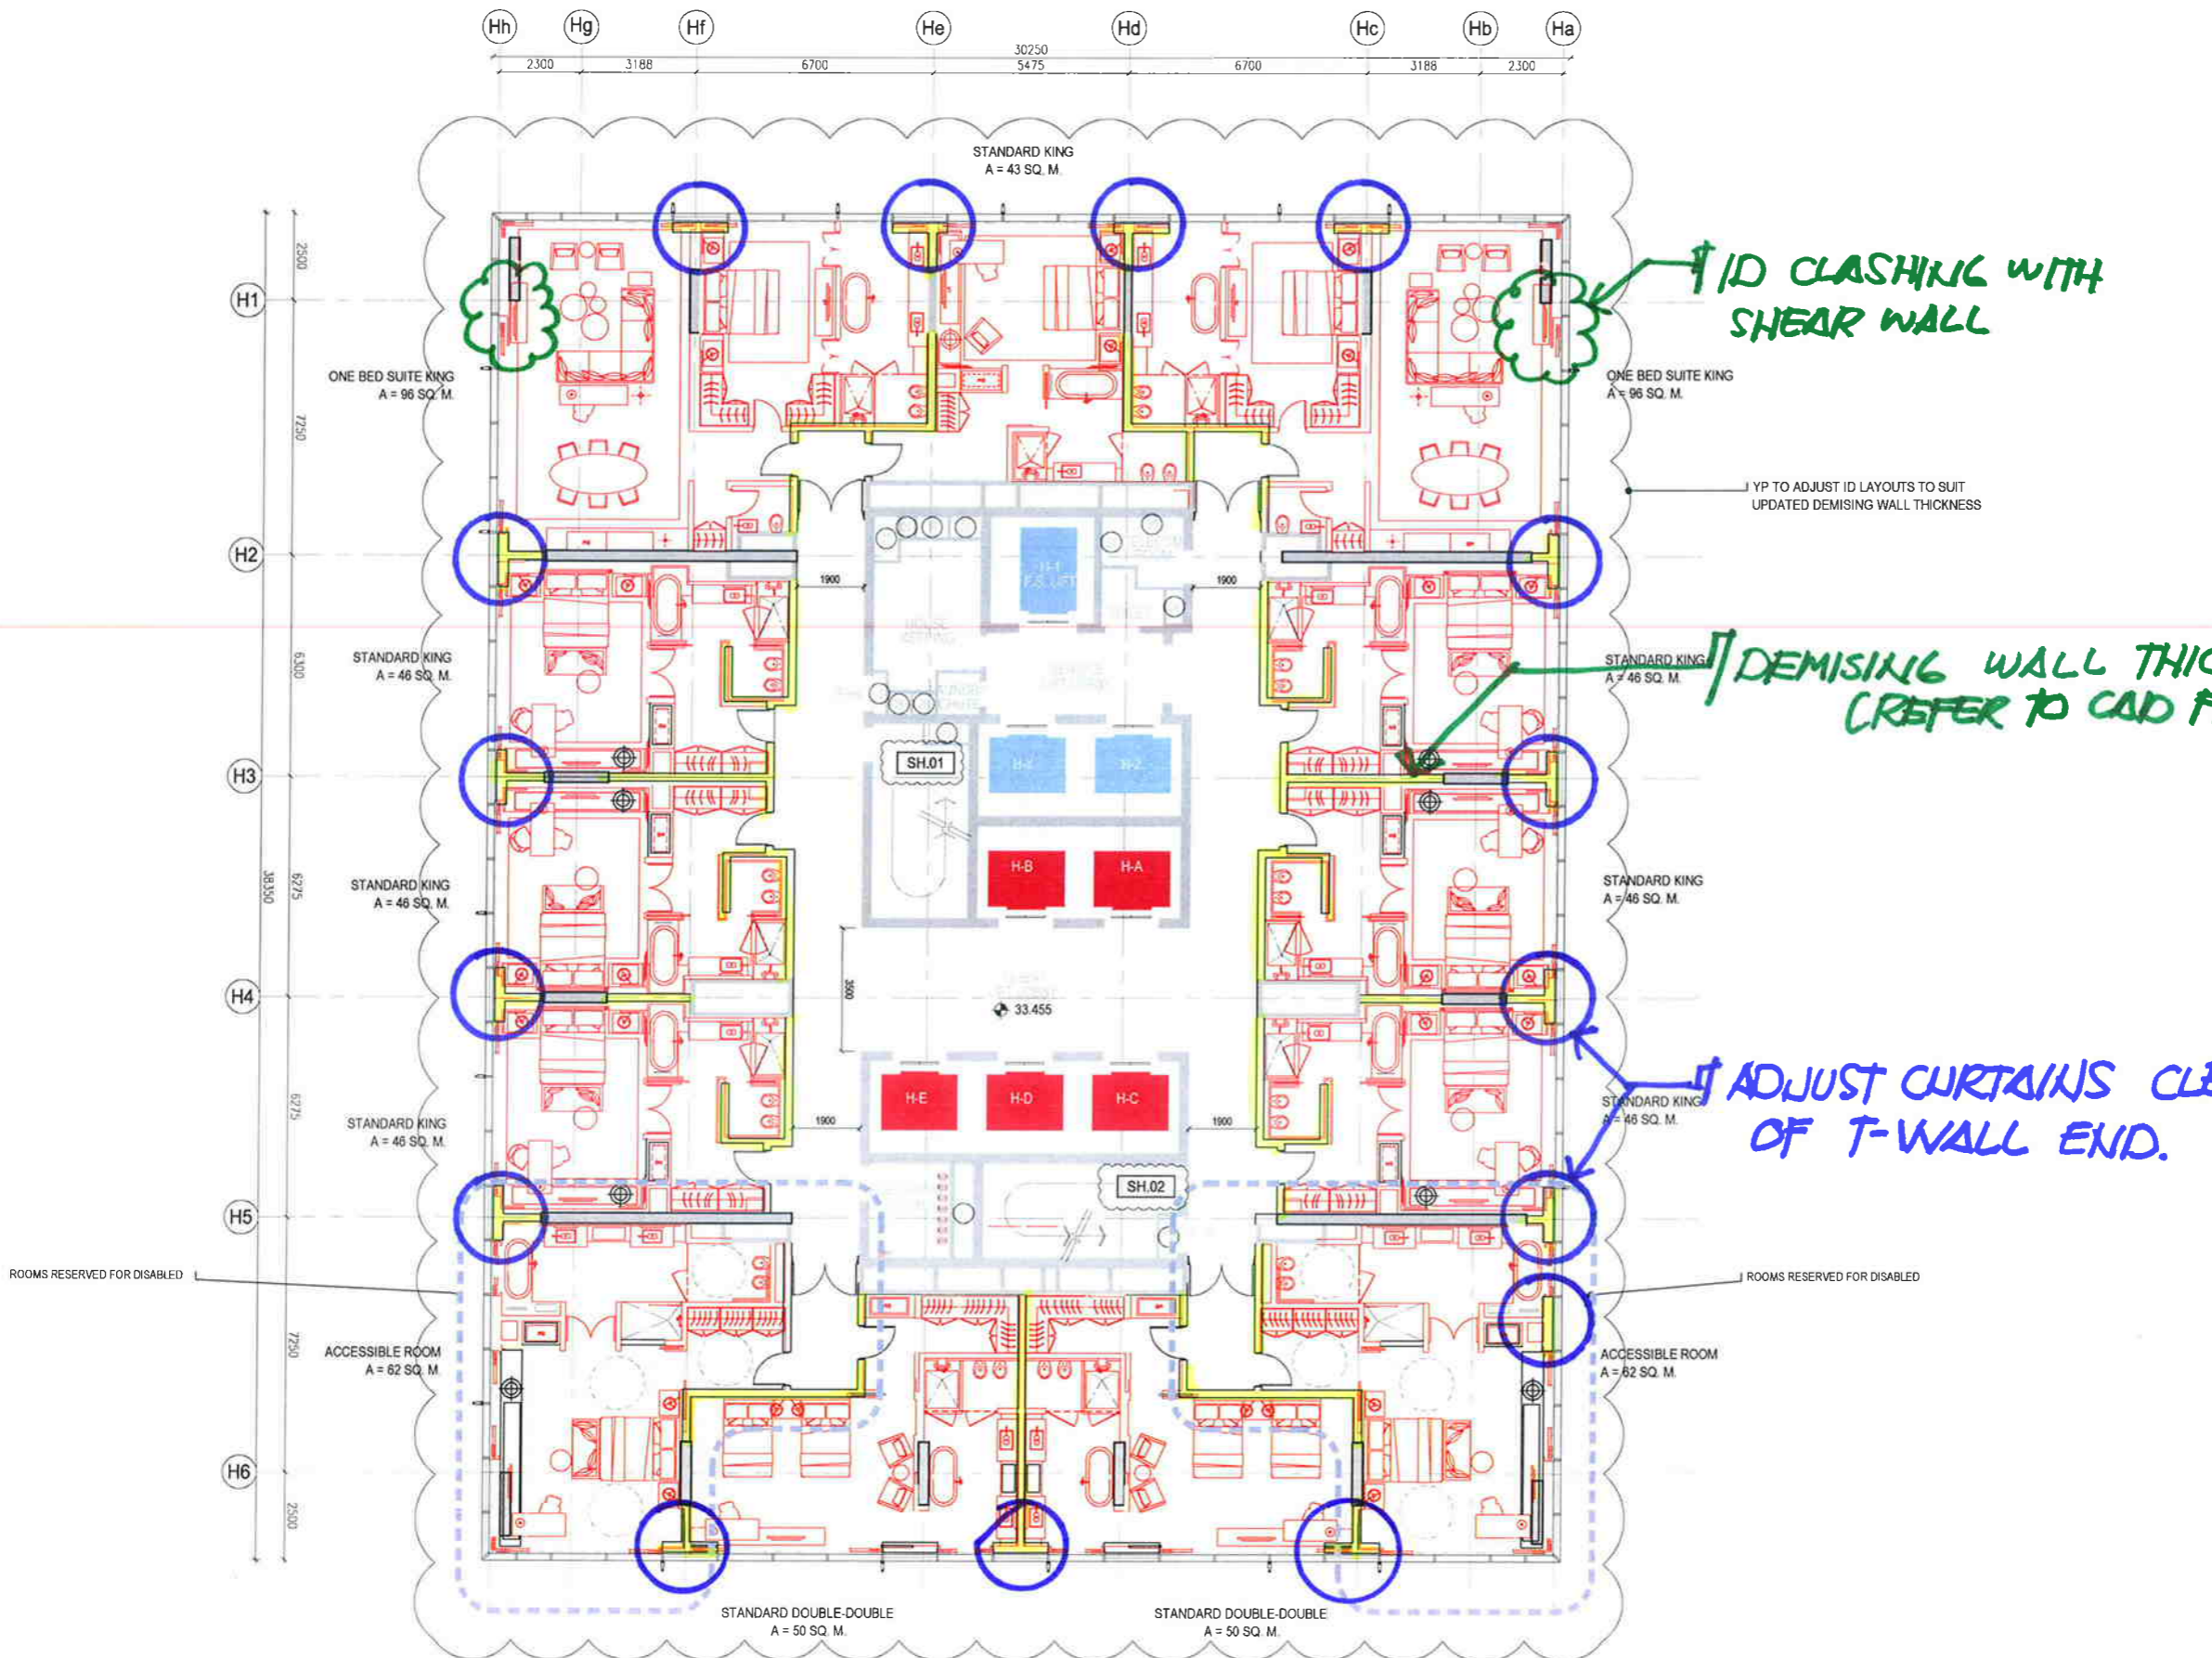 Hh Hg Hf He Hd Hc Hb Ha
30250
2300 3188 6700 5475 6700 3188 2300
STANDARD KING
A = 43 SQ. M.
2500
H1
ID CLASHING WITH
SHEAR WALL
ONE BED SUITE KING
A = 96 SQ. M.
ONE BED SUITE KING
A = 96 SQ. M.
7250
YP TO ADJUST ID LAYOUTS TO SUIT
UPDATED DEMISING WALL THICKNESS
H2
1900
1900
H-1
F.S. LIFT
HOUSE
KEEPING
6300
STANDARD KING
A = 46 SQ. M.
STANDARD KING
A = 46 SQ. M.
DEMISING WALL THIC
(REFER TO CAD F
SERVICE
H3
SH.01
H-2
38350
6275
STANDARD KING
A = 46 SQ. M.
STANDARD KING
A = 46 SQ. M.
H-B
H-A
H4
3500
33.455
ADJUST CURTAINS CLE
OF T-WALL END.
6275
STANDARD KING
A = 46 SQ. M.
STANDARD KING
A = 46 SQ. M.
H-E
H-D
H-C
1900
1900
SH.02
H5
ROOMS RESERVED FOR DISABLED
ROOMS RESERVED FOR DISABLED
7250
ACCESSIBLE ROOM
A = 62 SQ. M.
ACCESSIBLE ROOM
A = 62 SQ. M.
H6
2500
STANDARD DOUBLE-DOUBLE
A = 50 SQ. M.
STANDARD DOUBLE-DOUBLE
A = 50 SQ. M.